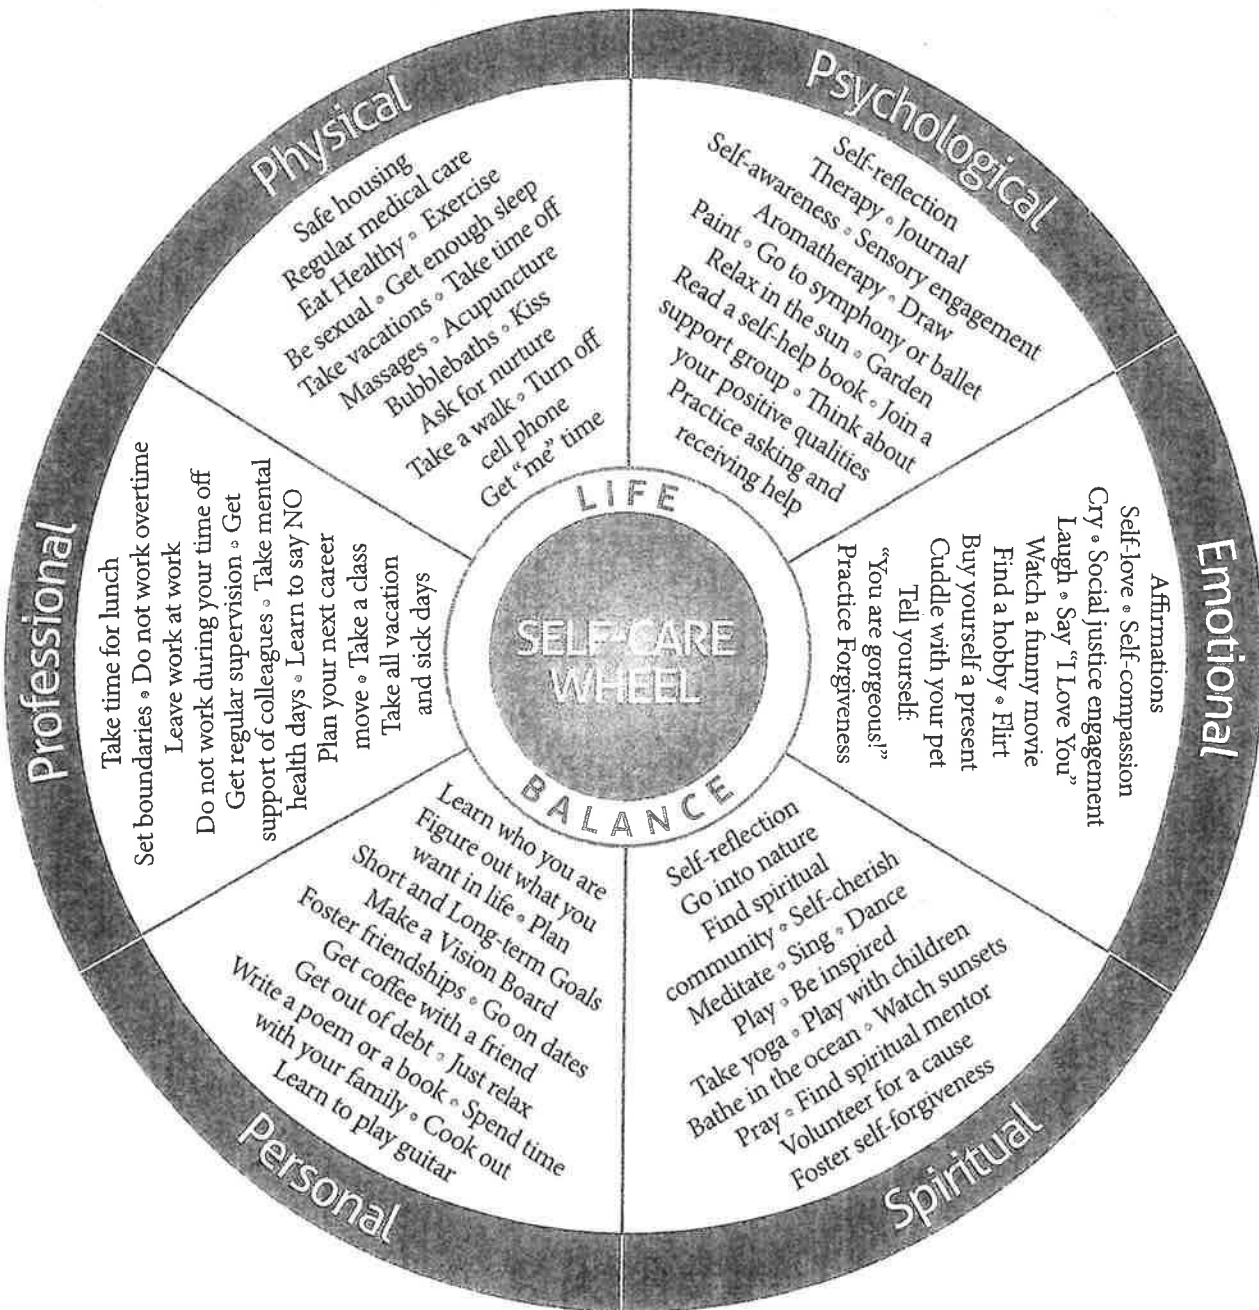 Physical
Safe housing
Regular medical care
Eat Healthy • Exercise
Be sexual • Get enough sleep
Take vacations • Take time off
Massages • Acupuncture
Bubblebaths • Kiss
Ask for nurture
Take a walk • Turn off
cell phone
Get "me" time
Psychological
Self-reflection
Therapy • Journal
Self-awareness • Sensory engagement
Aromatherapy • Draw
Paint • Go to symphony or ballet
Relax in the sun • Garden
Read a self-help book • Join a
support group • Think about
your positive qualities
Practice asking and
receiving help
Emotional
Affirmations
Self-love • Self-compassion
Cry • Social justice engagement
Laugh • Say "I Love You"
Watch a funny movie
Find a hobby • Flirt
Buy yourself a present
Cuddle with your pet
Tell yourself:
"You are gorgeous!"
Practice Forgiveness
Spiritual
Self-reflection
Go into nature
Find spiritual
community • Self-cherish
Meditate • Sing • Dance
Play • Be inspired
Take yoga • Play with children
Bathe in the ocean • Watch sunsets
Pray • Find spiritual mentor
Volunteer for a cause
Foster self-forgiveness
Personal
Learn who you are
Figure out what you
want in life • Plan
Short and Long-term Goals
Make a Vision Board
Foster friendships • Go on dates
Get coffee with a friend
Get out of debt • Just relax
Write a poem or a book • Spend time
with your family • Cook out
Learn to play guitar
Professional
Take time for lunch
Set boundaries • Do not work overtime
Leave work at work
Do not work during your time off
Get regular supervision • Get
support of colleagues • Take mental
health days • Learn to say NO
Plan your next career
move • Take a class
Take all vacation
and sick days
LIFE
SELF-CARE
WHEEL
BALANCE